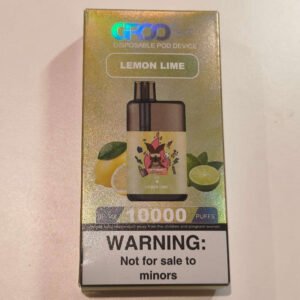 DISPOSABLE POD DEVICE
LEMON LIME
10000 PUFFS
WARNING:
Not for sale to
minors